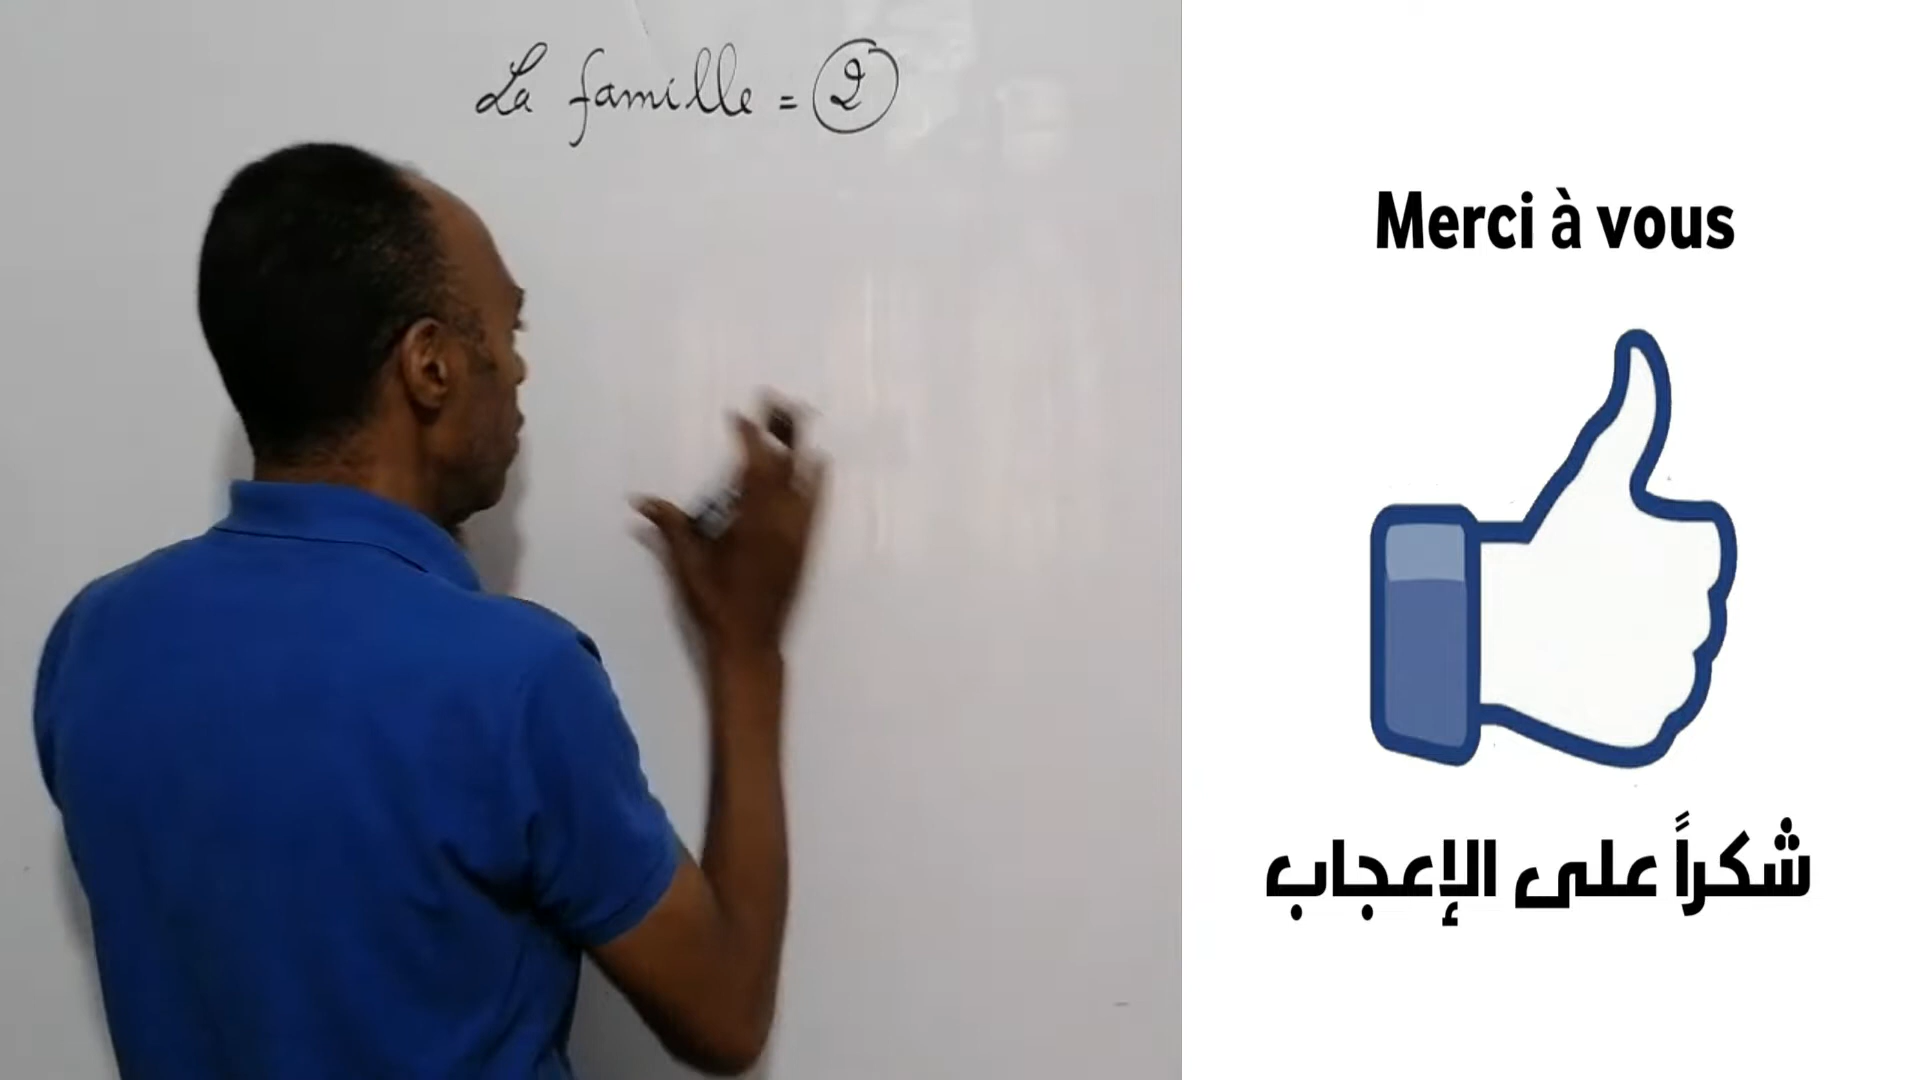 La famille = 2
Merci à vous
شكراً على الإعجاب